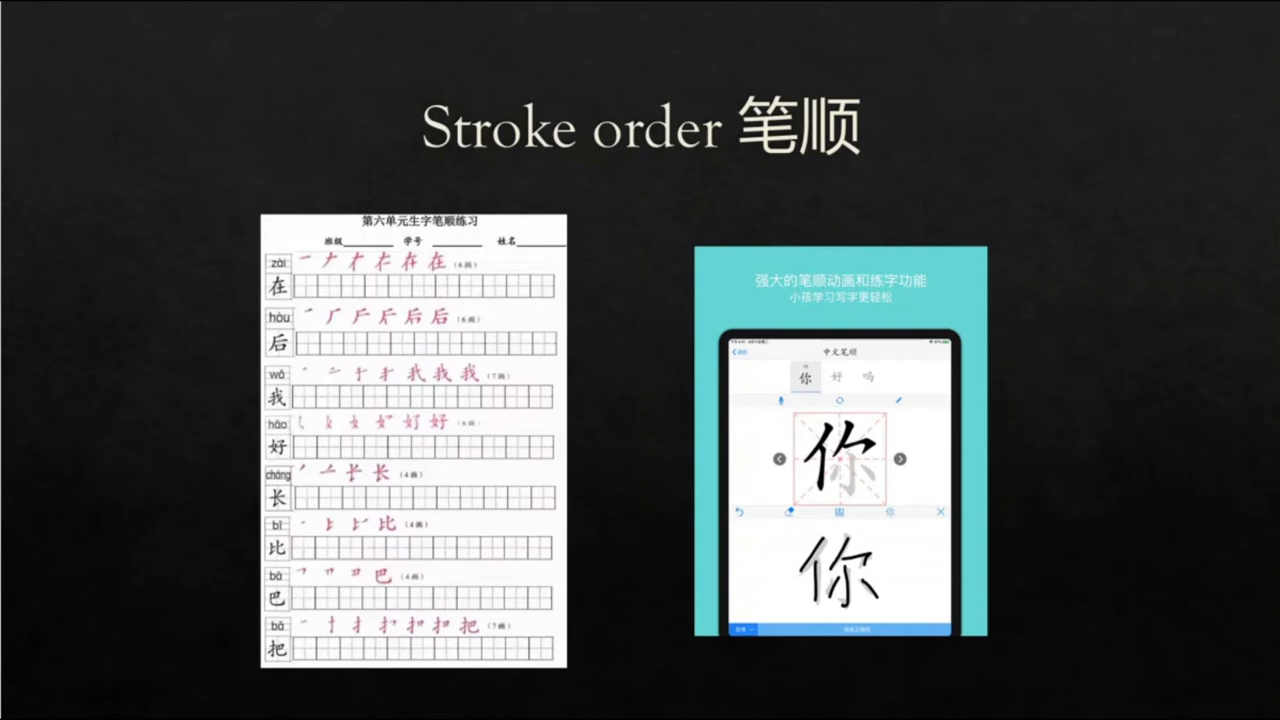 Stroke order 笔顺
第六单元生字笔顺练习
班级 学号 姓名
zài
(6画)
在
hòu
(6画)
后
wǒ
(7画)
我
hǎo
(6画)
好
cháng
(4画)
长
bǐ
(4画)
比
bā
(4画)
巴
bǎ
(7画)
把
强大的笔顺动画和练字功能
小孩学习写字更轻松
中文笔顺
你 好 吗
你
你